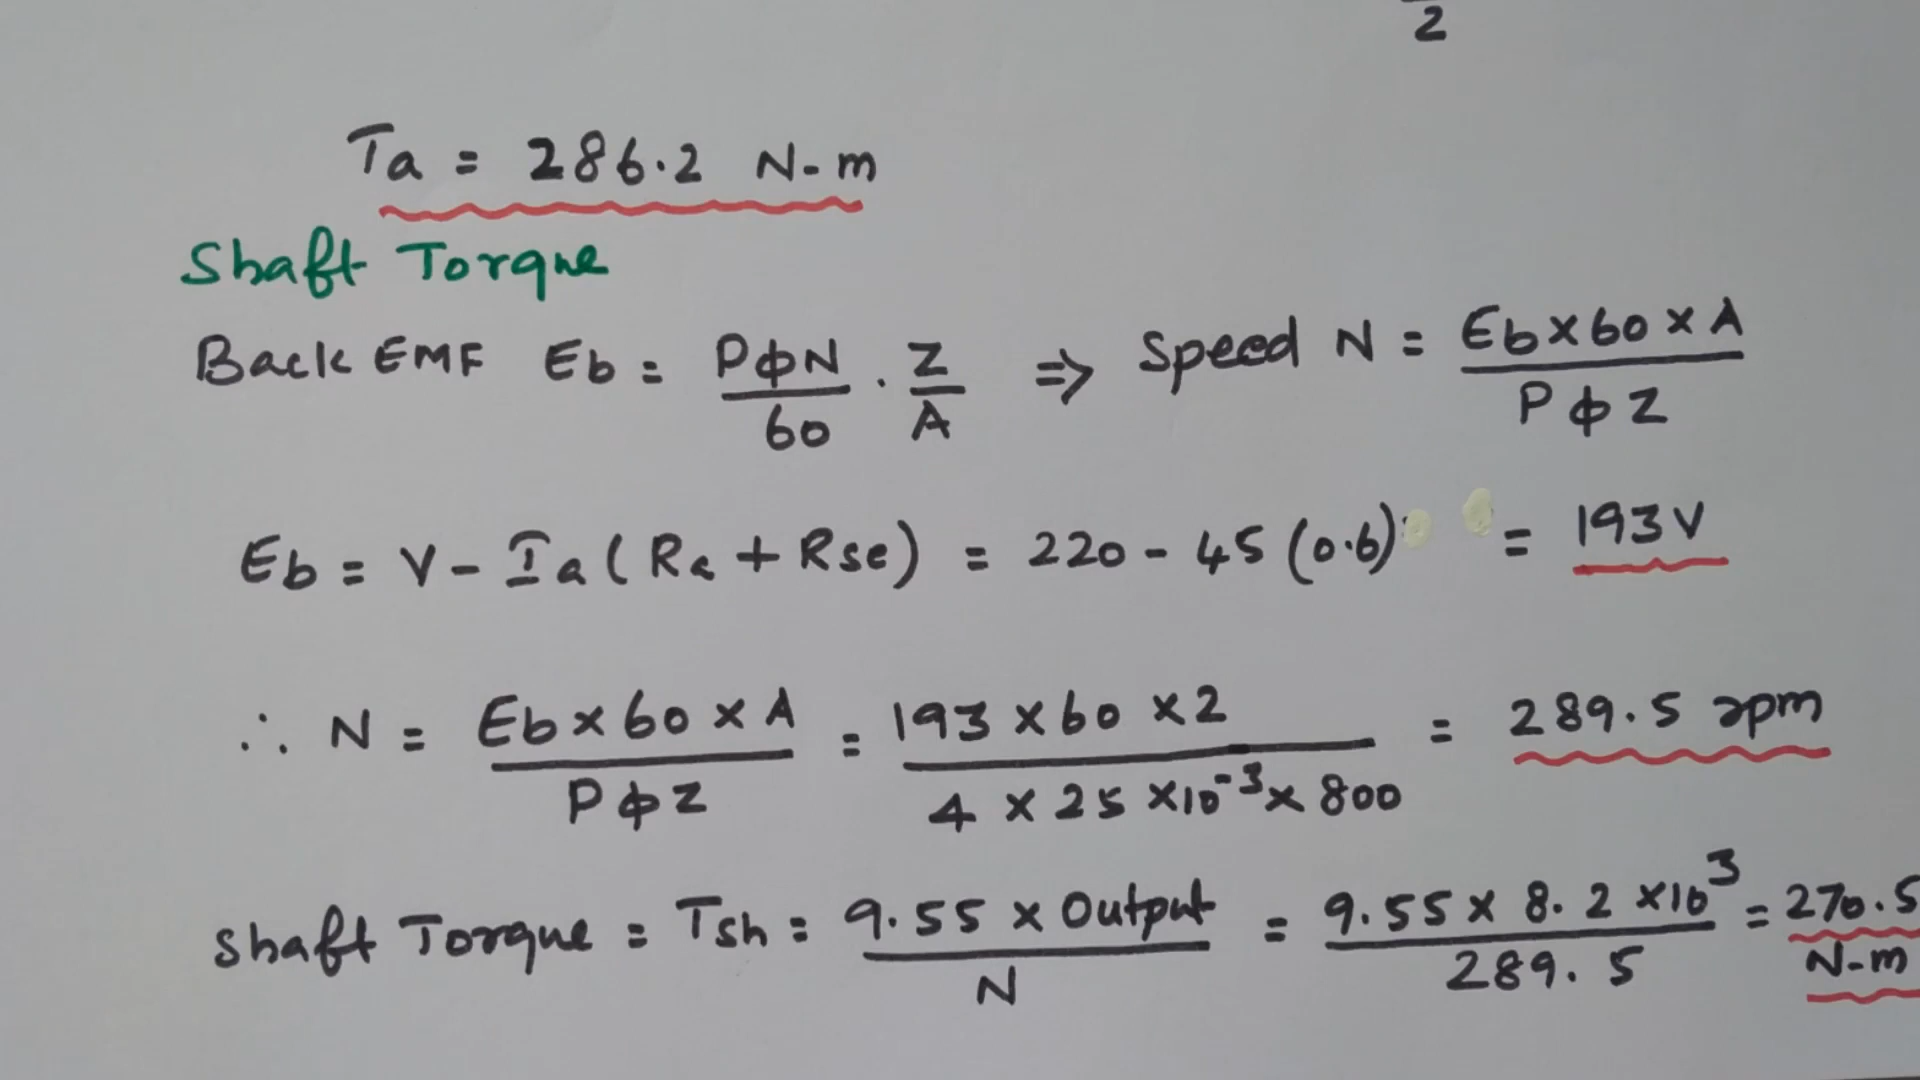 2
Ta = 286.2 N-m
Shaft Torque
Back EMF Eb = PΦN/60 . Z/A ⇒ Speed N = Eb×60×A / PΦZ
Eb = V - Ia(Ra + Rse) = 220 - 45(0.6) = 193V
∴ N = Eb×60×A / PΦZ = 193×60×2 / 4×25×10⁻³×800 = 289.5 rpm
Shaft Torque = Tsh = 9.55 × Output / N = 9.55×8.2×10³ / 289.5 = 270.5 N-m